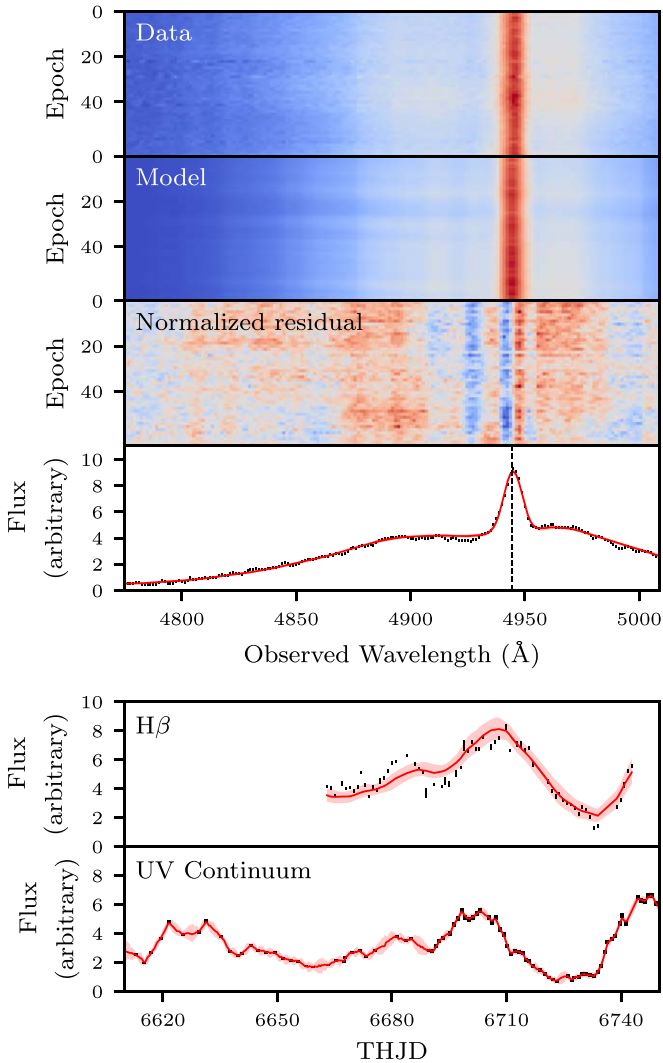 0
Data
20
Epoch
40
0
Model
20
Epoch
40
0
Normalized residual
20
Epoch
40
10
8
6
4
2
0
Flux
(arbitrary)
4800 4850 4900 4950 5000
Observed Wavelength (Å)
10
Hβ
8
6
4
2
0
Flux
(arbitrary)
UV Continuum
8
6
4
2
0
Flux
(arbitrary)
6620 6650 6680 6710 6740
THJD